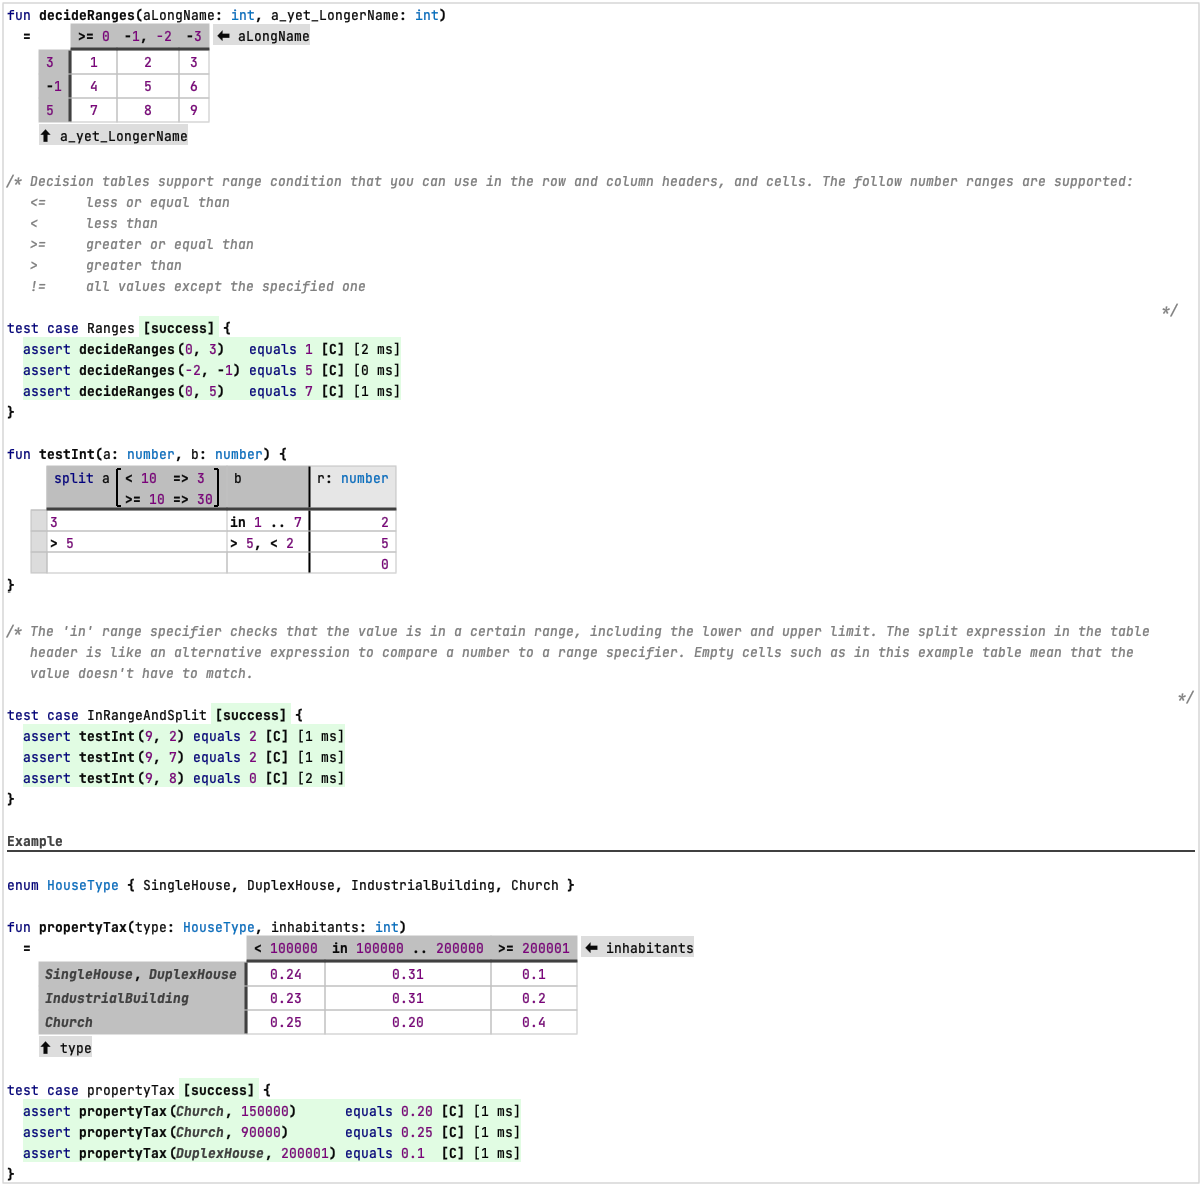 fun decideRanges(aLongName: int, a_yet_LongerName: int)
= >= 0 -1, -2 -3 ⬅ aLongName
3 1 2 3
-1 4 5 6
5 7 8 9
⬆ a_yet_LongerName
/* Decision tables support range condition that you can use in the row and column headers, and cells. The follow number ranges are supported:
<= less or equal than
< less than
>= greater or equal than
> greater than
!= all values except the specified one
*/
test case Ranges [success] {
assert decideRanges(0, 3) equals 1 [C] [2 ms]
assert decideRanges(-2, -1) equals 5 [C] [0 ms]
assert decideRanges(0, 5) equals 7 [C] [1 ms]
}
fun testInt(a: number, b: number) {
split a [< 10 => 3 b r: number
>= 10 => 30]
3 in 1 .. 7 2
> 5 > 5, < 2 5
0
}
/* The 'in' range specifier checks that the value is in a certain range, including the lower and upper limit. The split expression in the table
header is like an alternative expression to compare a number to a range specifier. Empty cells such as in this example table mean that the
value doesn't have to match.
*/
test case InRangeAndSplit [success] {
assert testInt(9, 2) equals 2 [C] [1 ms]
assert testInt(9, 7) equals 2 [C] [1 ms]
assert testInt(9, 8) equals 0 [C] [2 ms]
}
Example
enum HouseType { SingleHouse, DuplexHouse, IndustrialBuilding, Church }
fun propertyTax(type: HouseType, inhabitants: int)
= < 100000 in 100000 .. 200000 >= 200001 ⬅ inhabitants
SingleHouse, DuplexHouse 0.24 0.31 0.1
IndustrialBuilding 0.23 0.31 0.2
Church 0.25 0.20 0.4
⬆ type
test case propertyTax [success] {
assert propertyTax(Church, 150000) equals 0.20 [C] [1 ms]
assert propertyTax(Church, 90000) equals 0.25 [C] [1 ms]
assert propertyTax(DuplexHouse, 200001) equals 0.1 [C] [1 ms]
}